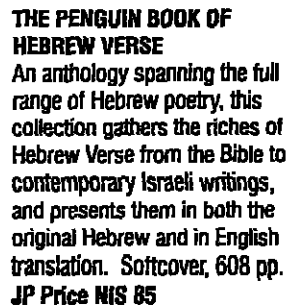 THE PENGUIN BOOK OF
HEBREW VERSE
An anthology spanning the full
range of Hebrew poetry, this
collection gathers the riches of
Hebrew Verse from the Bible to
contemporary Israeli writings,
and presents them in both the
original Hebrew and in English
translation. Softcover, 608 pp.
JP Price NIS 85